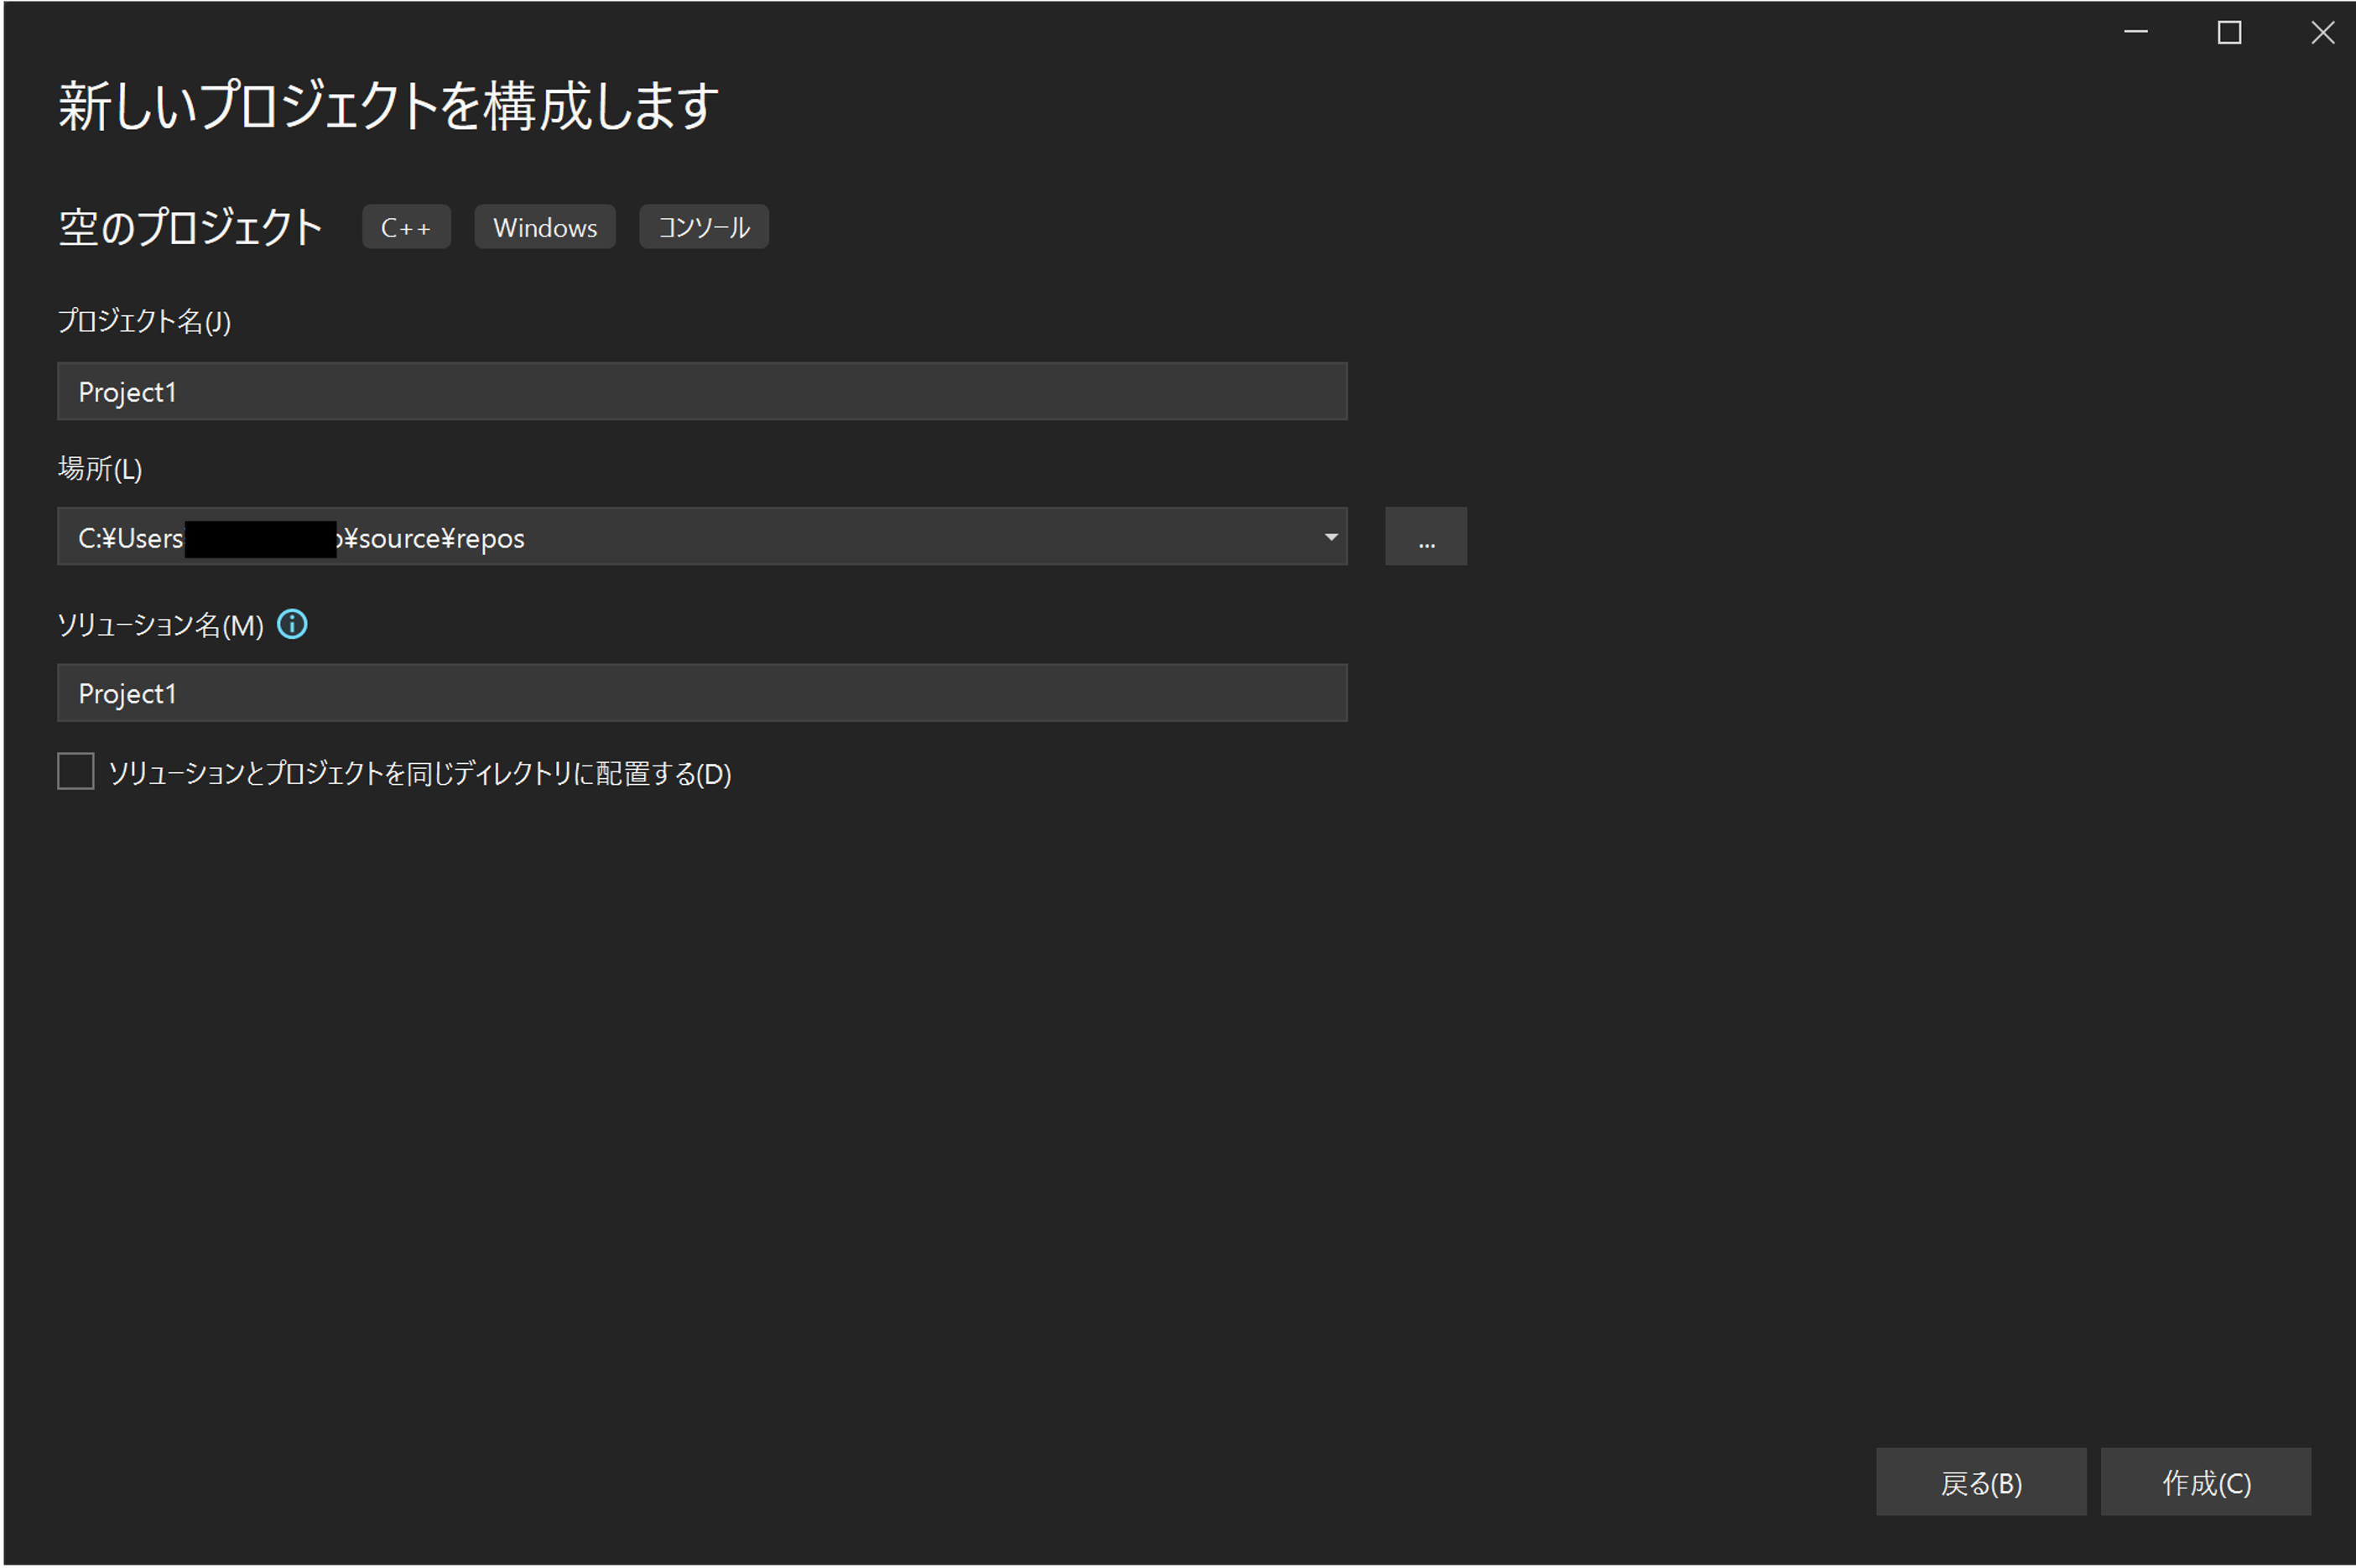 新しいプロジェクトを構成します
空のプロジェクト C++ Windows コンソール
プロジェクト名(J)
Project1
場所(L)
C:¥Users ¥source¥repos
...
ソリューション名(M)
Project1
ソリューションとプロジェクトを同じディレクトリに配置する(D)
戻る(B) 作成(C)